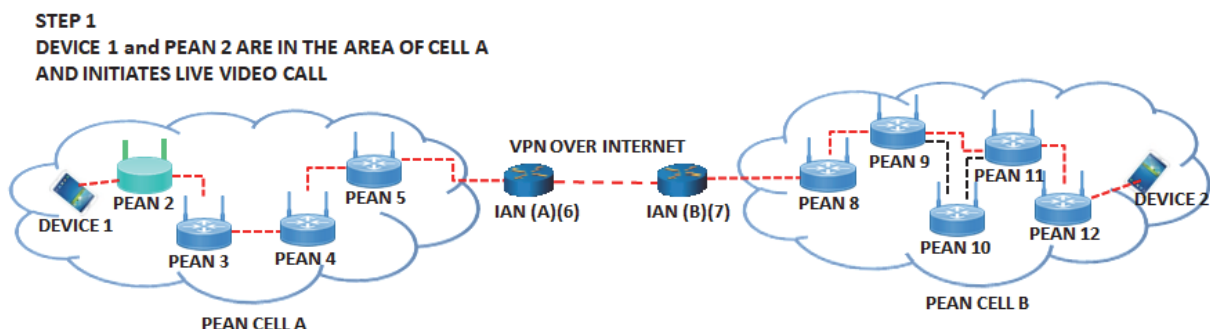 STEP 1
DEVICE 1 and PEAN 2 ARE IN THE AREA OF CELL A
AND INITIATES LIVE VIDEO CALL
VPN OVER INTERNET
DEVICE 1
PEAN 2
PEAN 3
PEAN 4
PEAN 5
IAN (A)(6)
IAN (B)(7)
PEAN 8
PEAN 9
PEAN 10
PEAN 11
PEAN 12
DEVICE 2
PEAN CELL A
PEAN CELL B